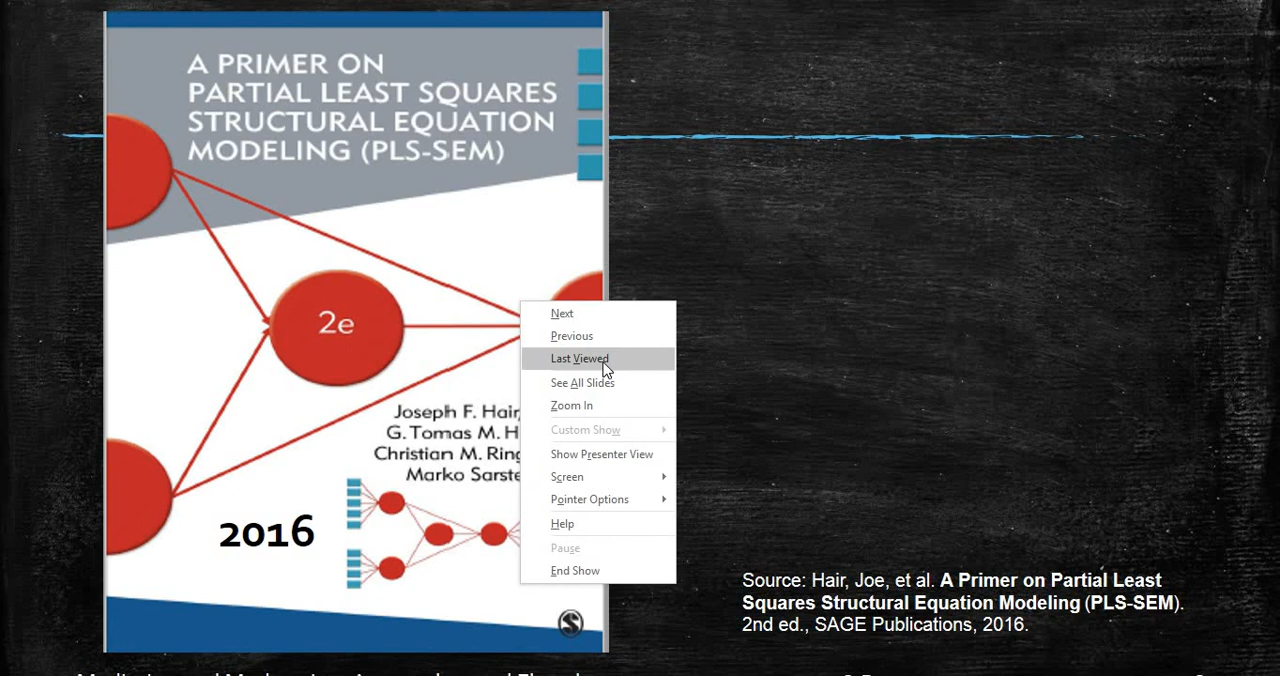 A PRIMER ON
PARTIAL LEAST SQUARES
STRUCTURAL EQUATION
MODELING (PLS-SEM)
2e
Joseph F. Hair,
G. Tomas M. H
Christian M. Ring
Marko Sarste
2016
S
Next
Previous
Last Viewed
See All Slides
Zoom In
Custom Show
Show Presenter View
Screen
Pointer Options
Help
Pause
End Show
Source: Hair, Joe, et al. A Primer on Partial Least
Squares Structural Equation Modeling (PLS-SEM).
2nd ed., SAGE Publications, 2016.